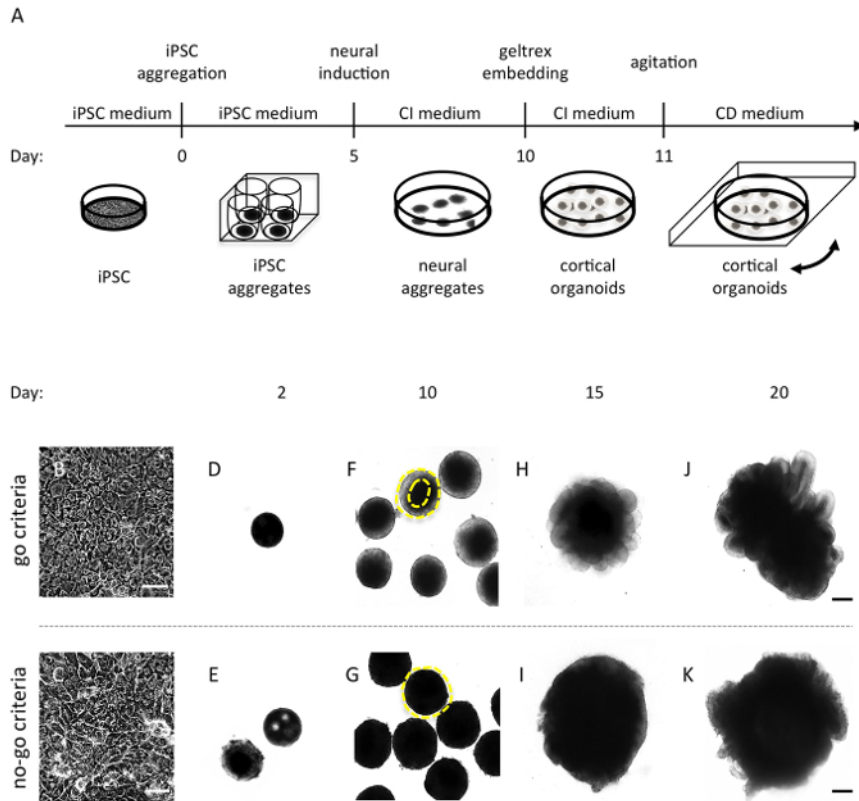 A
iPSC aggregation
neural induction
geltrex embedding
agitation
iPSC medium
iPSC medium
CI medium
CI medium
CD medium
Day:
0
5
10
11
iPSC
iPSC aggregates
neural aggregates
cortical organoids
cortical organoids
Day:
2
10
15
20
go criteria
B
D
F
H
J
no-go criteria
C
E
G
I
K